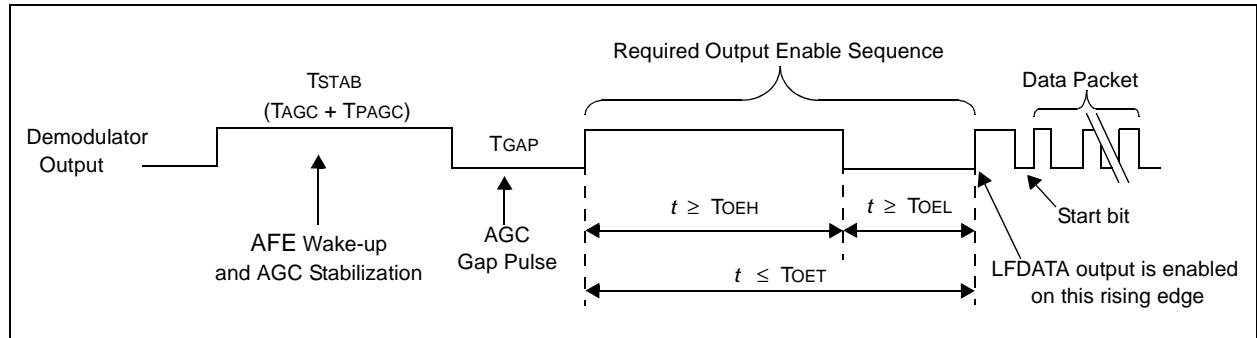 Required Output Enable Sequence
Data Packet
TSTAB
(TAGC + TPAGC)
Demodulator
Output
TGAP
t ≥ TOEH
t ≥ TOEL
Start bit
AFE Wake-up
and AGC Stabilization
AGC
Gap Pulse
t ≤ TOET
LFDATA output is enabled
on this rising edge